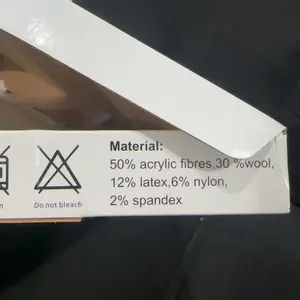 Material:
50% acrylic fibres,30 %wool,
12% latex,6% nylon,
2% spandex
Do not bleach